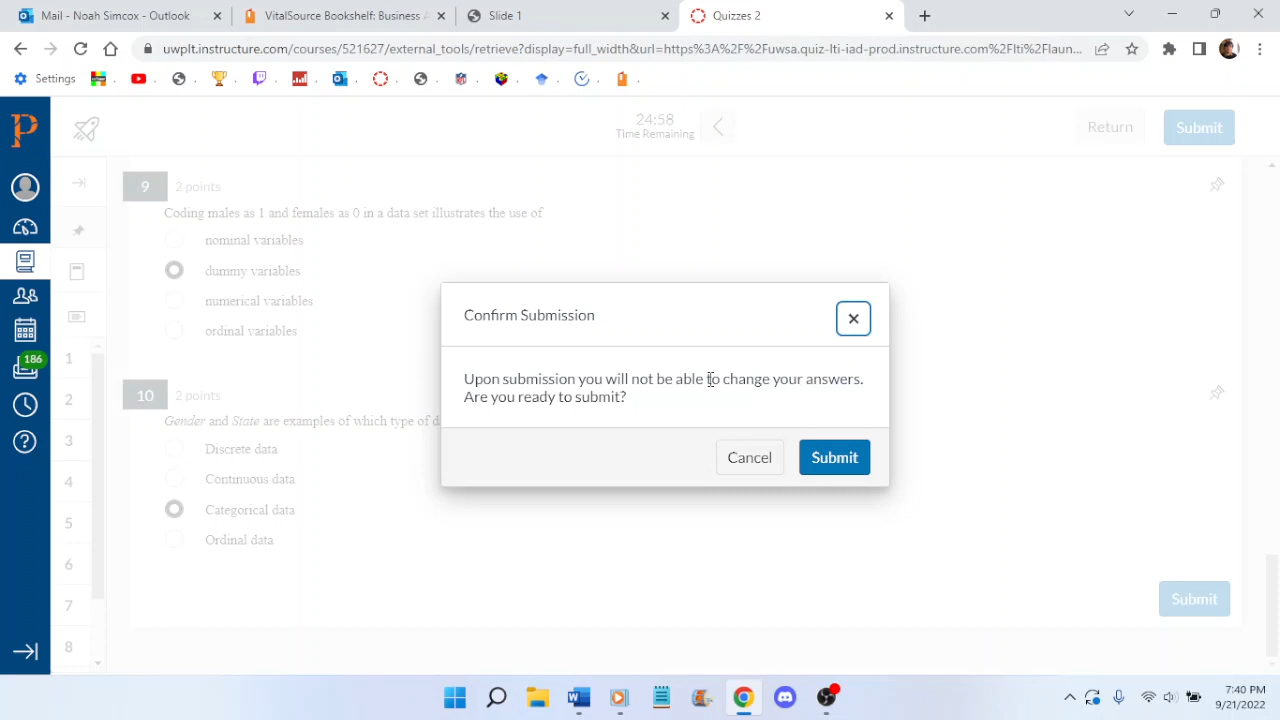 Mail - Noah Simcox - Outlook
VitalSource Bookshelf: Business A
Slide 1
Quizzes 2
uwplt.instructure.com/courses/521627/external_tools/retrieve?display=full_width&url=https%3A%2F%2Fuwsa.quiz-lti-iad-prod.instructure.com%2Flti%2Flaun...
Settings
P
24:58
Time Remaining
Return
Submit
9
2 points
Coding males as 1 and females as 0 in a data set illustrates the use of
nominal variables
dummy variables
numerical variables
ordinal variables
Confirm Submission
Upon submission you will not be able to change your answers.
Are you ready to submit?
Cancel
Submit
10
2 points
Gender and State are examples of which type of d
Discrete data
Continuous data
Categorical data
Ordinal data
Submit
186
1
2
3
4
5
6
7
8
7:40 PM
9/21/2022